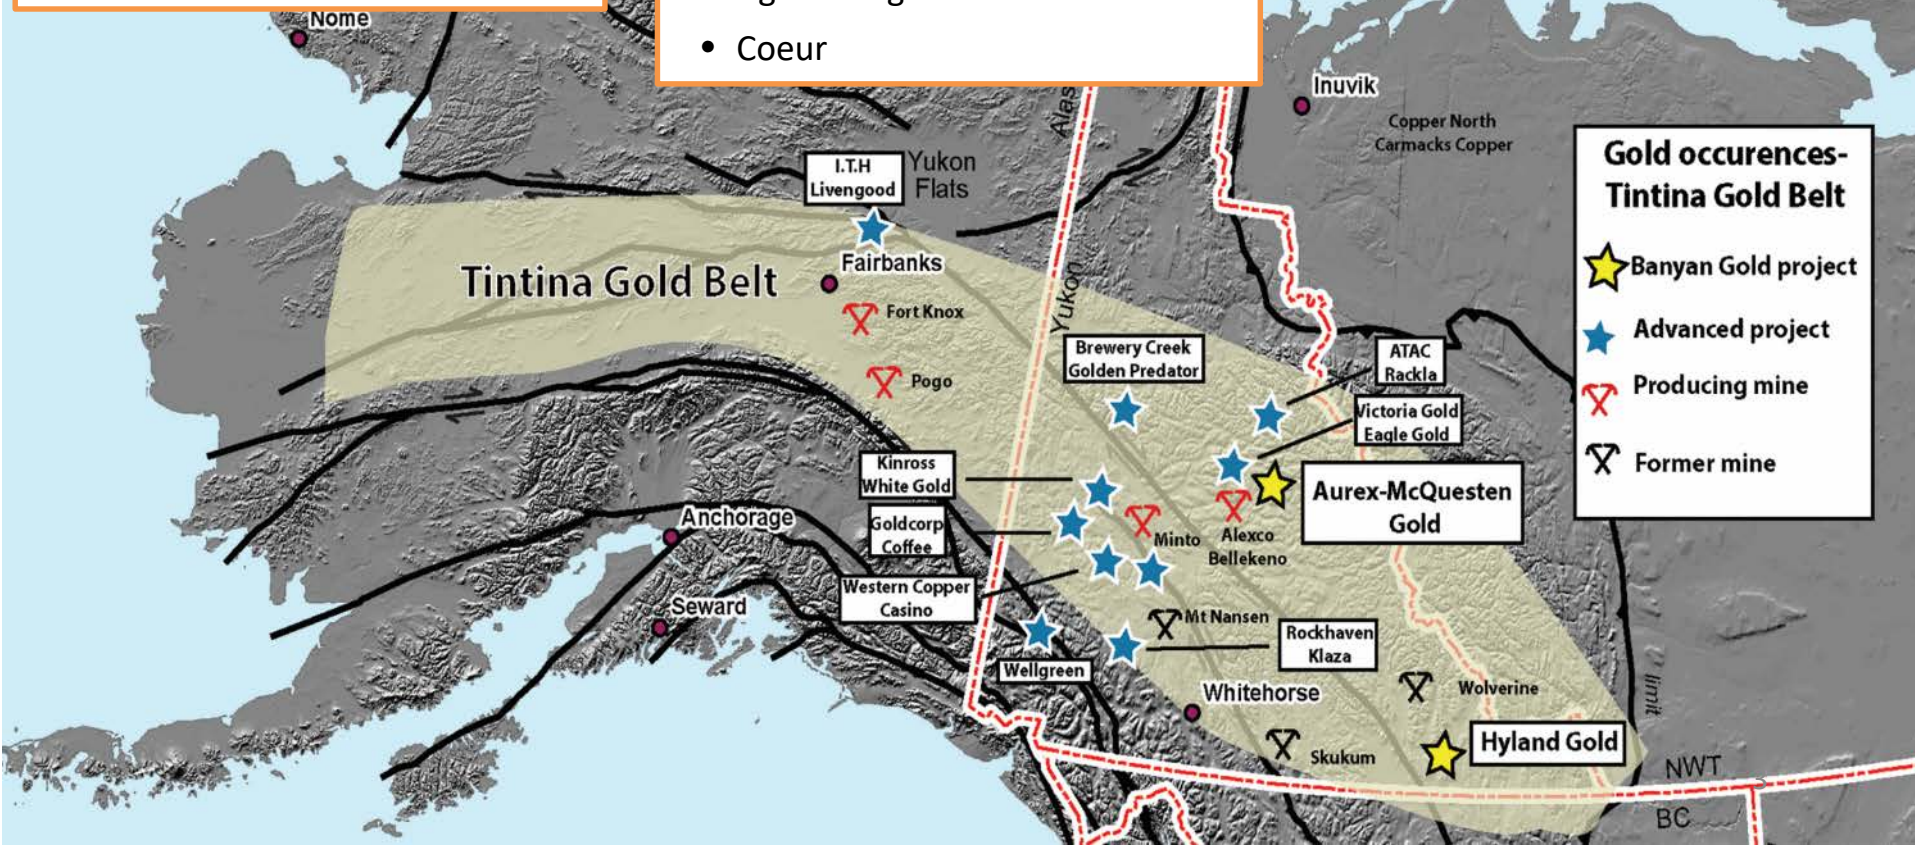 Nome
• Coeur
Inuvik
Copper North
Carmacks Copper
Alas
Yukon
I.T.H
Livengood
Yukon
Flats
Gold occurences-
Tintina Gold Belt
Banyan Gold project
Advanced project
Producing mine
Former mine
Tintina Gold Belt
Fairbanks
Fort Knox
Pogo
Brewery Creek
Golden Predator
ATAC
Rackla
Victoria Gold
Eagle Gold
Kinross
White Gold
Aurex-McQuesten
Gold
Goldcorp
Coffee
Anchorage
Minto
Alexco
Bellekeno
Western Copper
Casino
Seward
Mt Nansen
Rockhaven
Klaza
Wellgreen
Whitehorse
Wolverine
Skukum
Hyland Gold
limit
NWT
BC